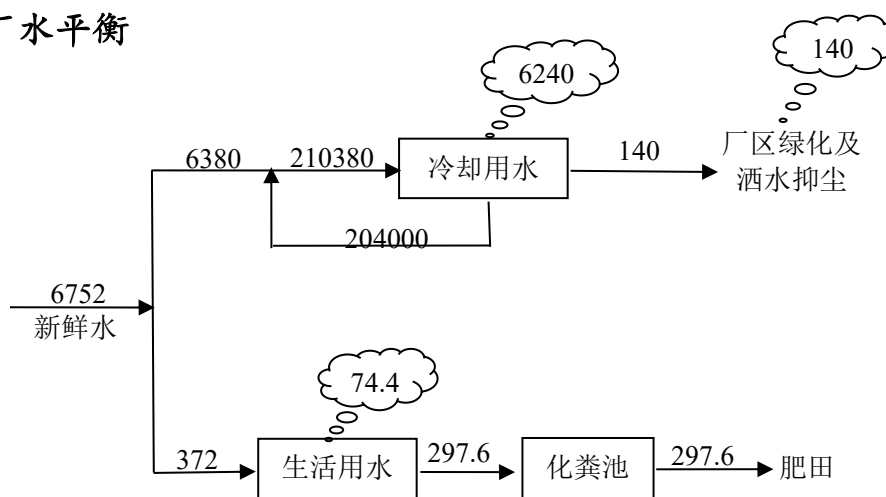 水平衡
140
6240
6380
210380
冷却用水
140
厂区绿化及
洒水抑尘
204000
6752
新鲜水
74.4
372
生活用水
297.6
化粪池
297.6
肥田